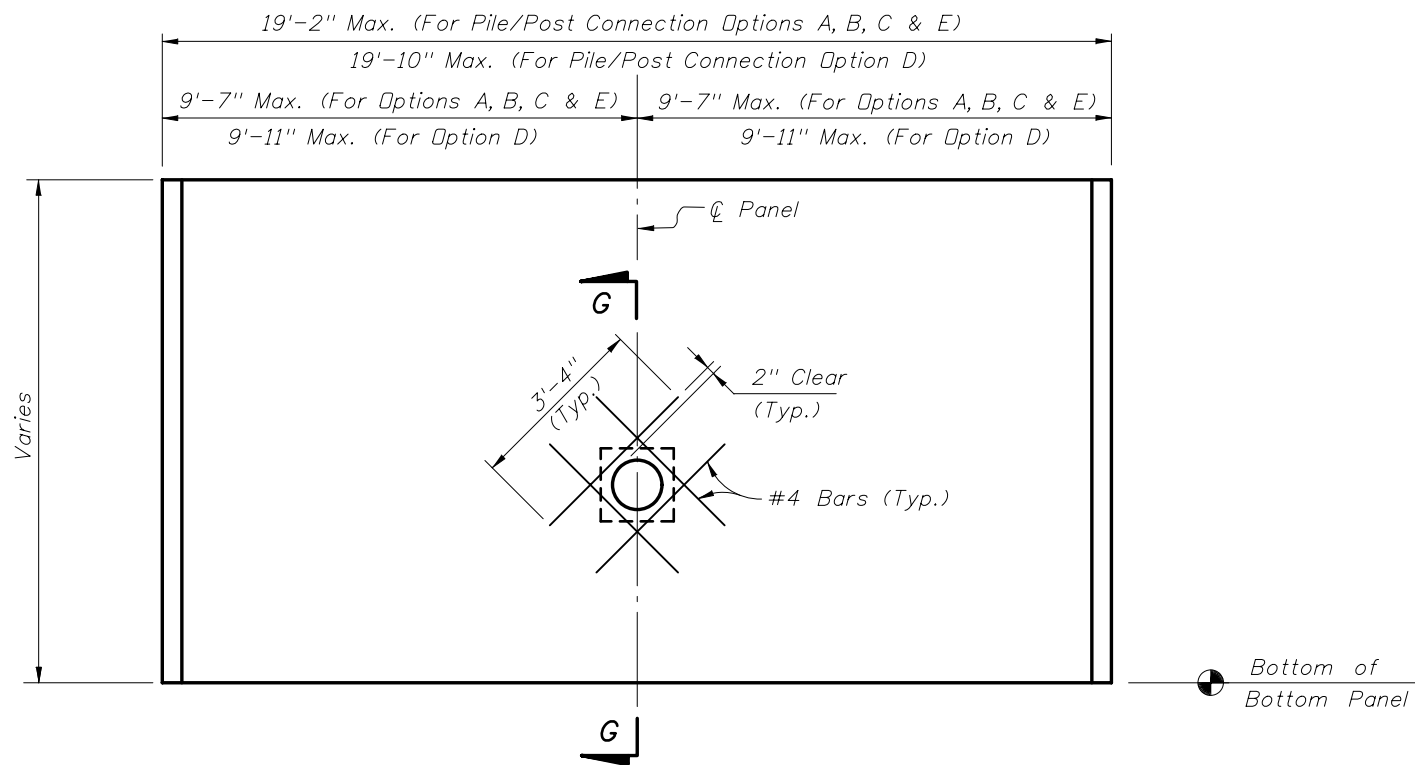 19'-2" Max. (For Pile/Post Connection Options A, B, C & E)
19'-10" Max. (For Pile/Post Connection Option D)
9'-7" Max. (For Options A, B, C & E)
9'-7" Max. (For Options A, B, C & E)
9'-11" Max. (For Option D)
9'-11" Max. (For Option D)
℄ Panel
G
3'-4"
(Typ.)
2" Clear
(Typ.)
Varies
#4 Bars (Typ.)
Bottom of
Bottom Panel
G